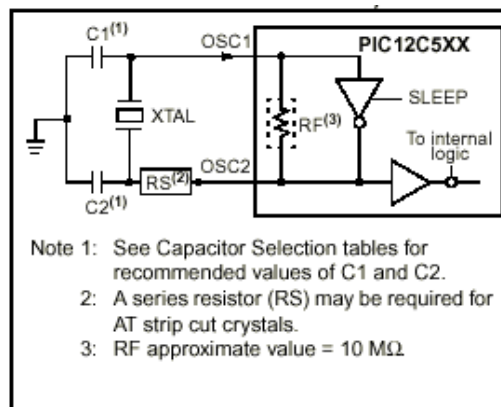 C1(1)
OSC1
PIC12C5XX
SLEEP
XTAL
RF(3)
To internal
logic
OSC2
RS(2)
C2(1)
Note 1: See Capacitor Selection tables for
recommended values of C1 and C2.
2: A series resistor (RS) may be required for
AT strip cut crystals.
3: RF approximate value = 10 MΩ